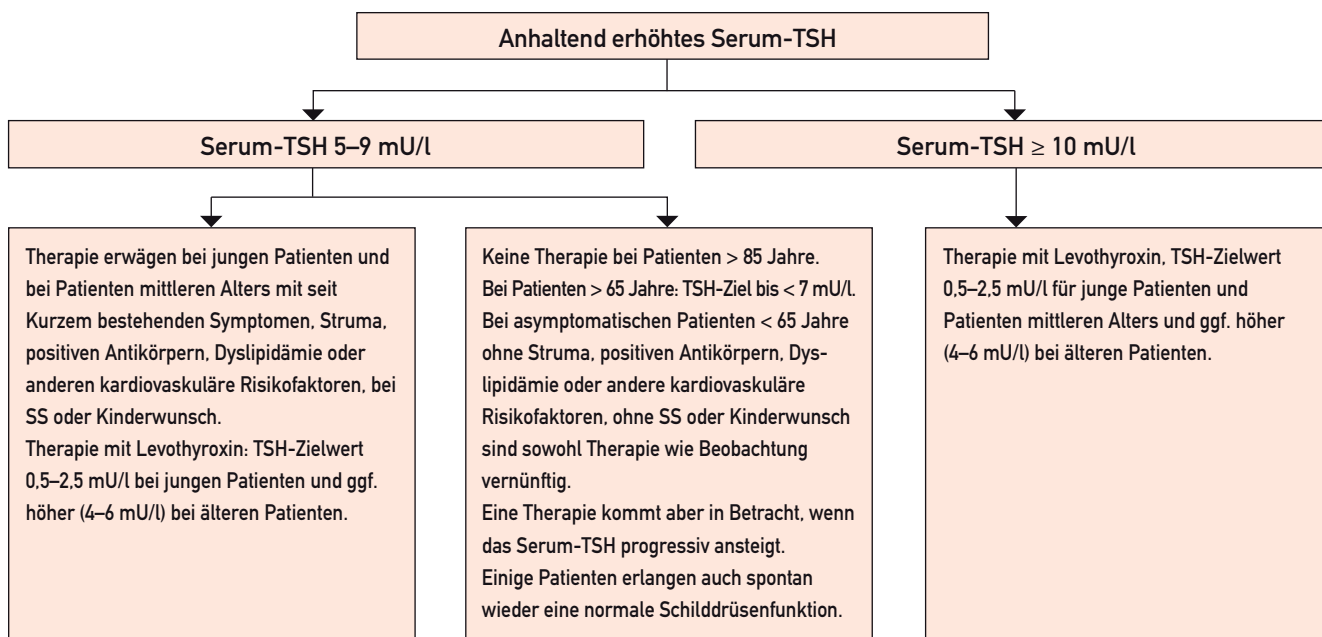 Anhaltend erhöhtes Serum-TSH
Serum-TSH 5–9 mU/l
Serum-TSH ≥ 10 mU/l
Therapie erwägen bei jungen Patienten und
bei Patienten mittleren Alters mit seit
Kurzem bestehenden Symptomen, Struma,
positiven Antikörpern, Dyslipidämie oder
anderen kardiovaskuläre Risikofaktoren, bei
SS oder Kinderwunsch.
Therapie mit Levothyroxin: TSH-Zielwert
0,5–2,5 mU/l bei jungen Patienten und ggf.
höher (4–6 mU/l) bei älteren Patienten.
Keine Therapie bei Patienten > 85 Jahre.
Bei Patienten > 65 Jahre: TSH-Ziel bis < 7 mU/l.
Bei asymptomatischen Patienten < 65 Jahre
ohne Struma, positiven Antikörpern, Dys-
lipidämie oder andere kardiovaskuläre
Risikofaktoren, ohne SS oder Kinderwunsch
sind sowohl Therapie wie Beobachtung
vernünftig.
Eine Therapie kommt aber in Betracht, wenn
das Serum-TSH progressiv ansteigt.
Einige Patienten erlangen auch spontan
wieder eine normale Schilddrüsenfunktion.
Therapie mit Levothyroxin, TSH-Zielwert
0,5–2,5 mU/l für junge Patienten und
Patienten mittleren Alters und ggf. höher
(4–6 mU/l) bei älteren Patienten.